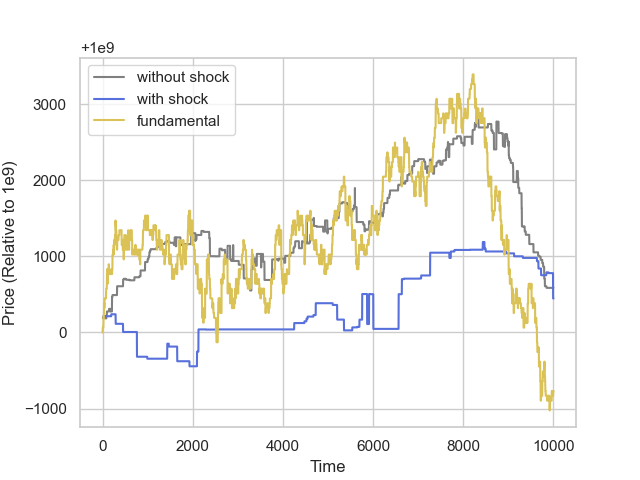 +1e9
without shock
with shock
fundamental
3000
2000
1000
0
−1000
Price (Relative to 1e9)
0 2000 4000 6000 8000 10000
Time